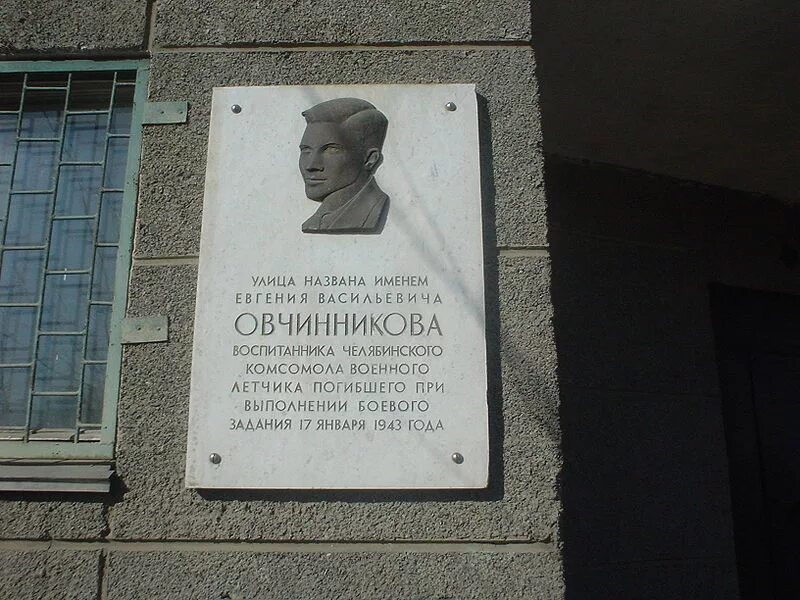 УЛИЦА НАЗВАНА ИМЕНЕМ
ЕВГЕНИЯ ВАСИЛЬЕВИЧА
ОВЧИННИКОВА
ВОСПИТАННИКА ЧЕЛЯБИНСКОГО
КОМСОМОЛА ВОЕННОГО
ЛЕТЧИКА ПОГИБШЕГО ПРИ
ВЫПОЛНЕНИИ БОЕВОГО
ЗАДАНИЯ 17 ЯНВАРЯ 1943 ГОДА